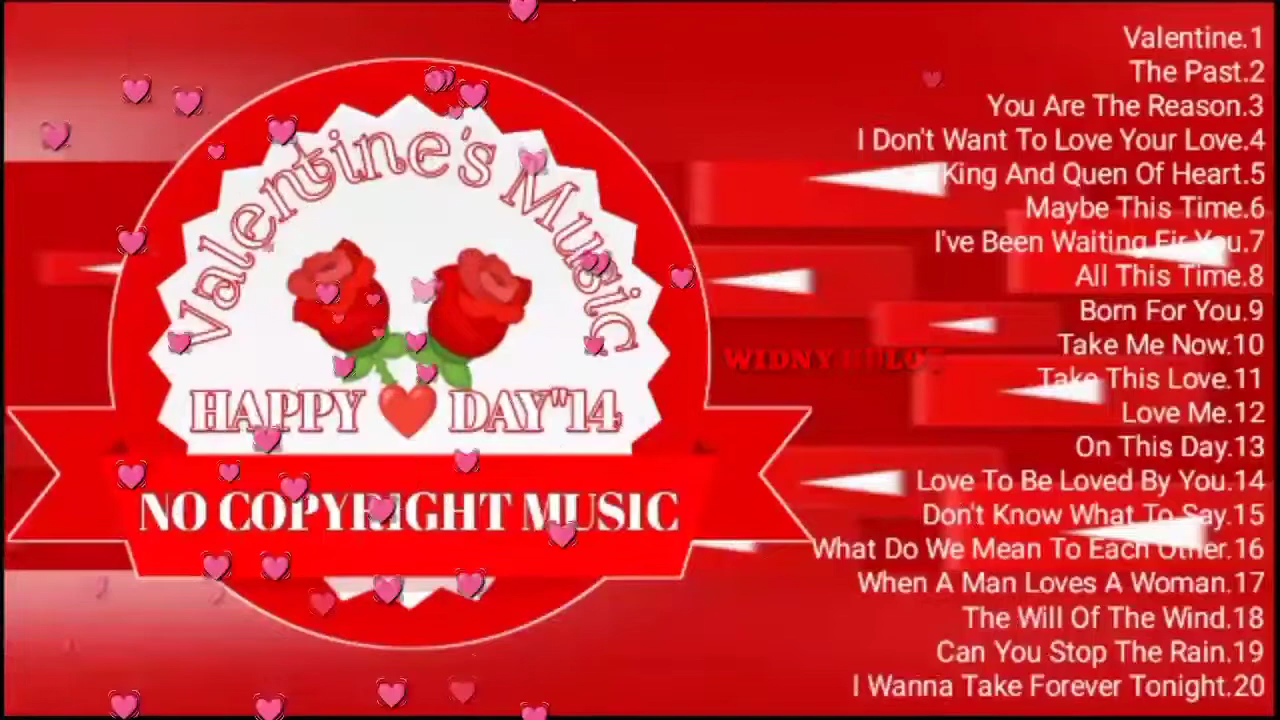 Valentine's Music
HAPPY DAY"14
NO COPYRIGHT MUSIC
WIDNY
Valentine.1
The Past.2
You Are The Reason.3
I Don't Want To Love Your Love.4
King And Quen Of Heart.5
Maybe This Time.6
I've Been Waiting Fir You.7
All This Time.8
Born For You.9
Take Me Now.10
Take This Love.11
Love Me.12
On This Day.13
Love To Be Loved By You.14
Don't Know What To Say.15
What Do We Mean To Each Other.16
When A Man Loves A Woman.17
The Will Of The Wind.18
Can You Stop The Rain.19
I Wanna Take Forever Tonight.20